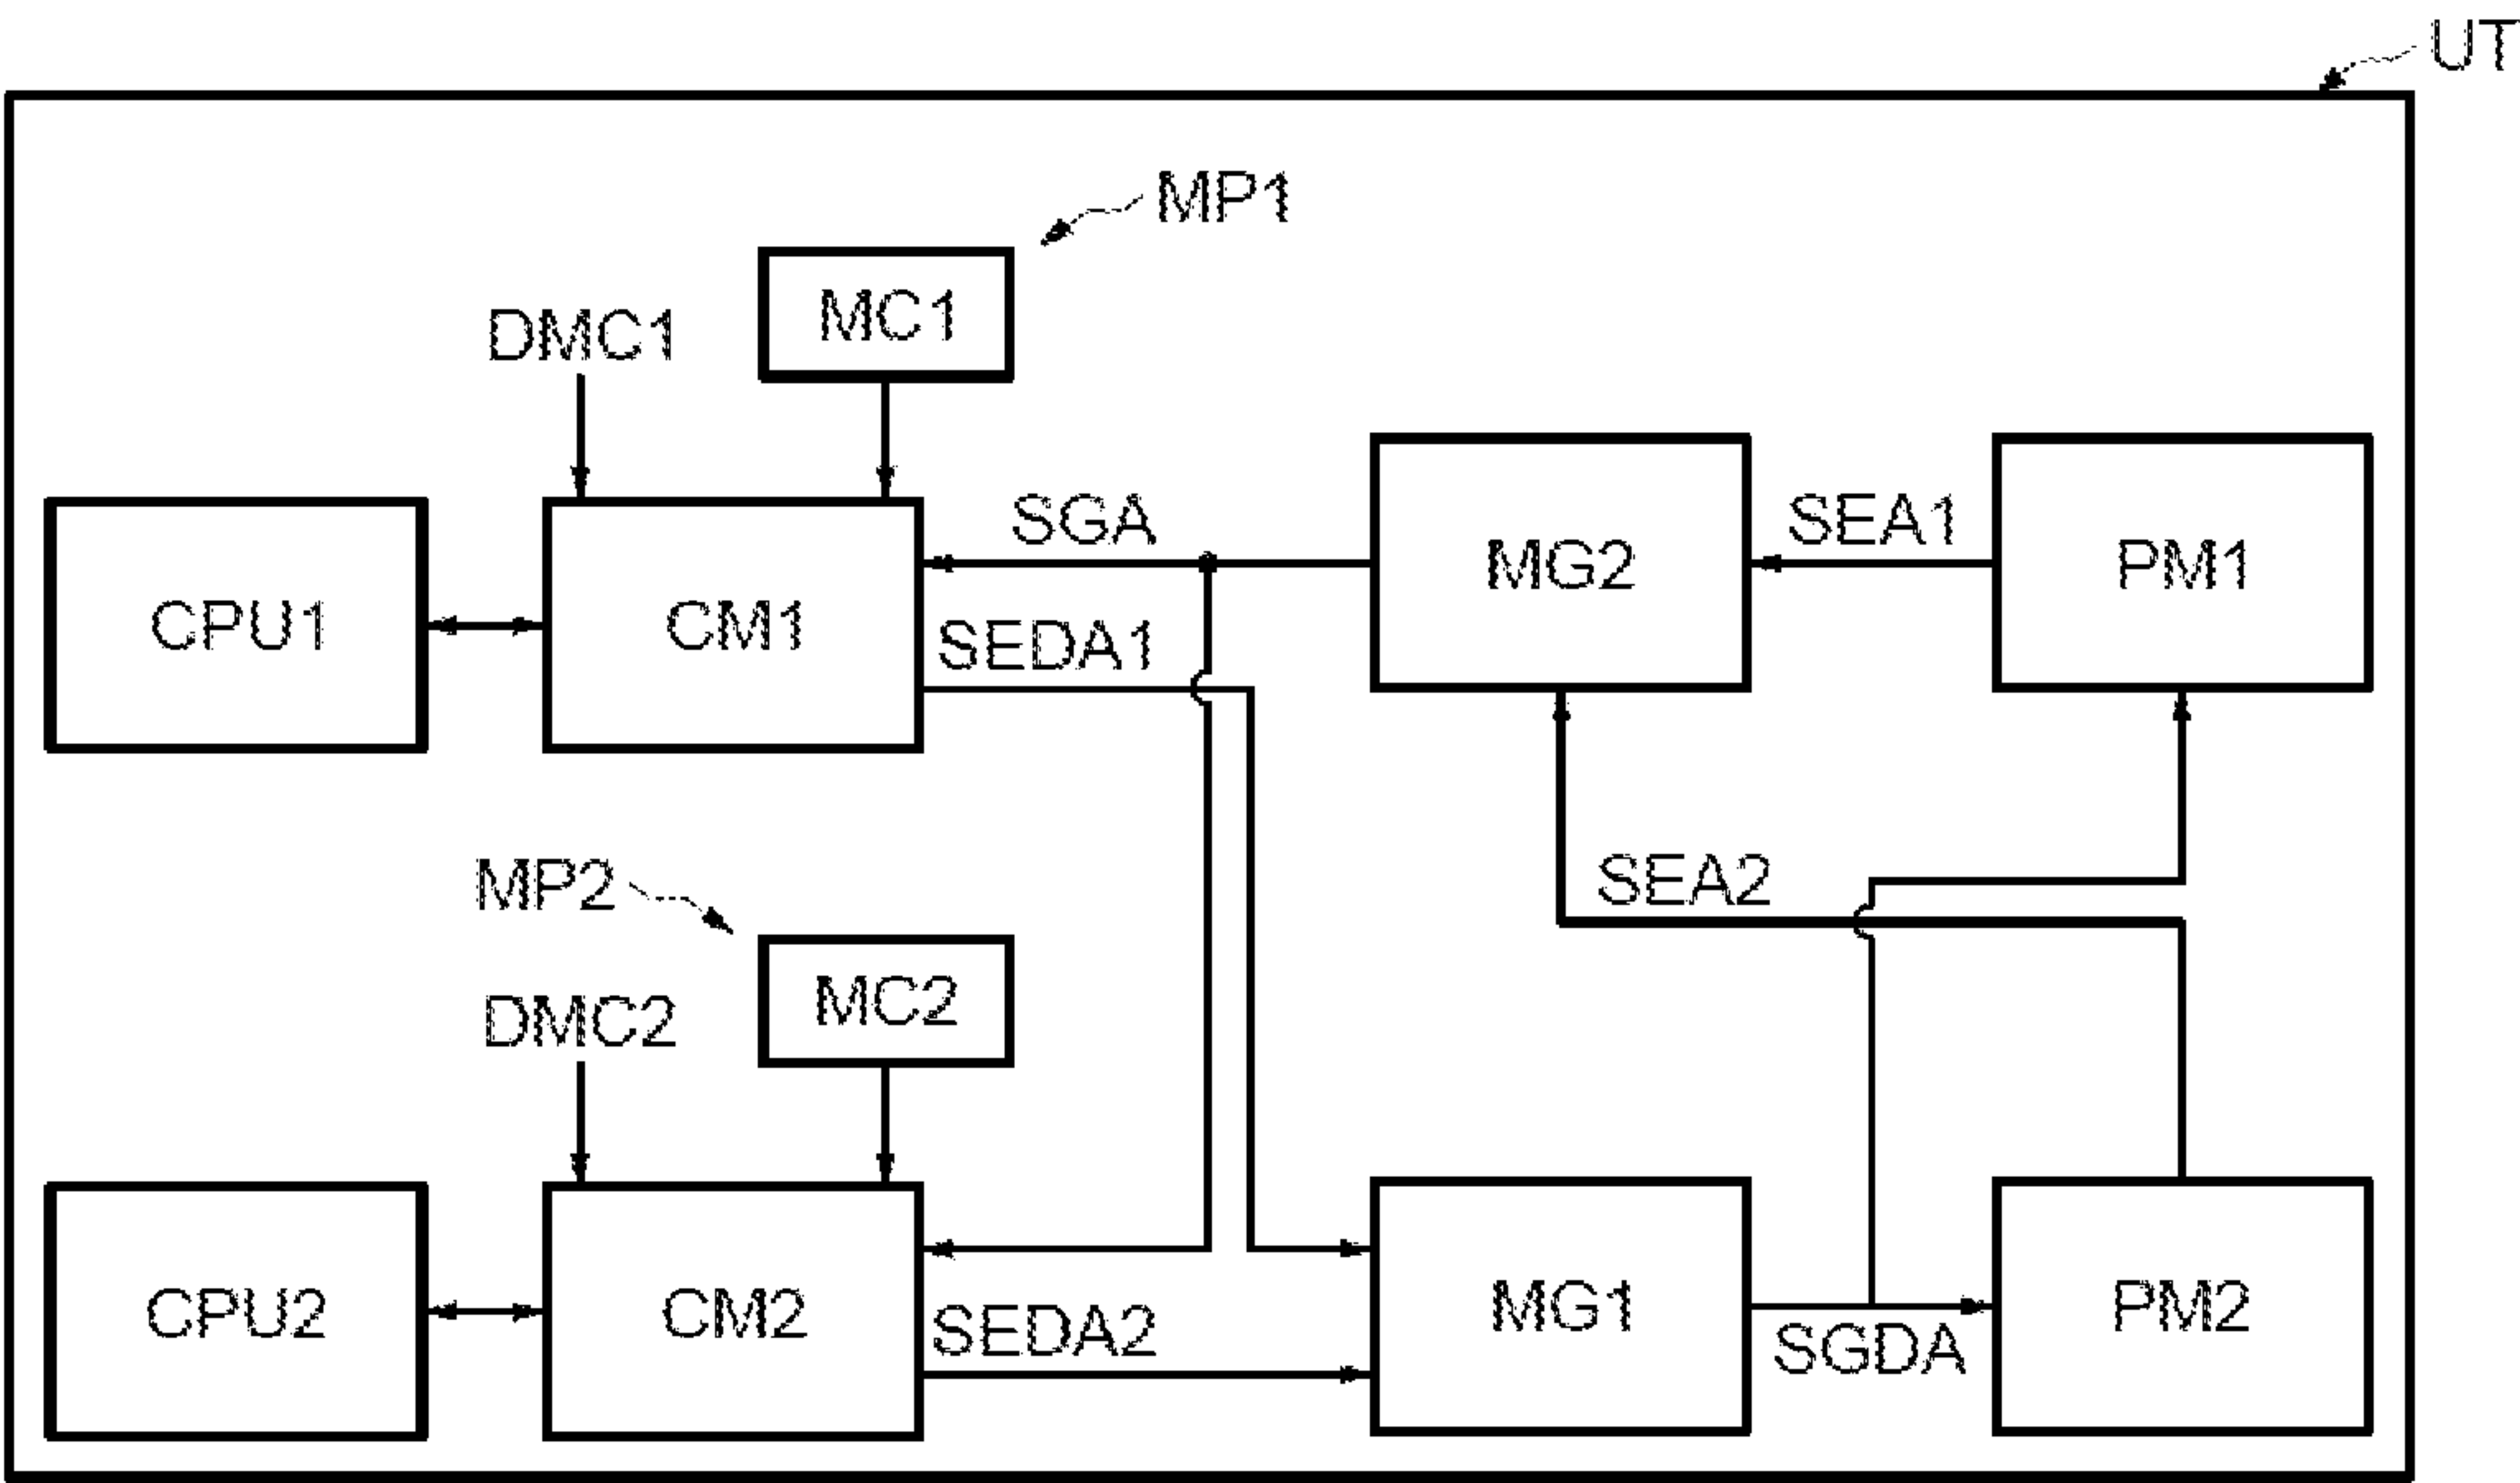 UT
MP1
MC1
DMC1
SGA
SEA1
MG2
PM1
CPU1
CM1
SEDA1
MP2
SEA2
MC2
DMC2
CPU2
CM2
SEDA2
MG1
PM2
SGDA